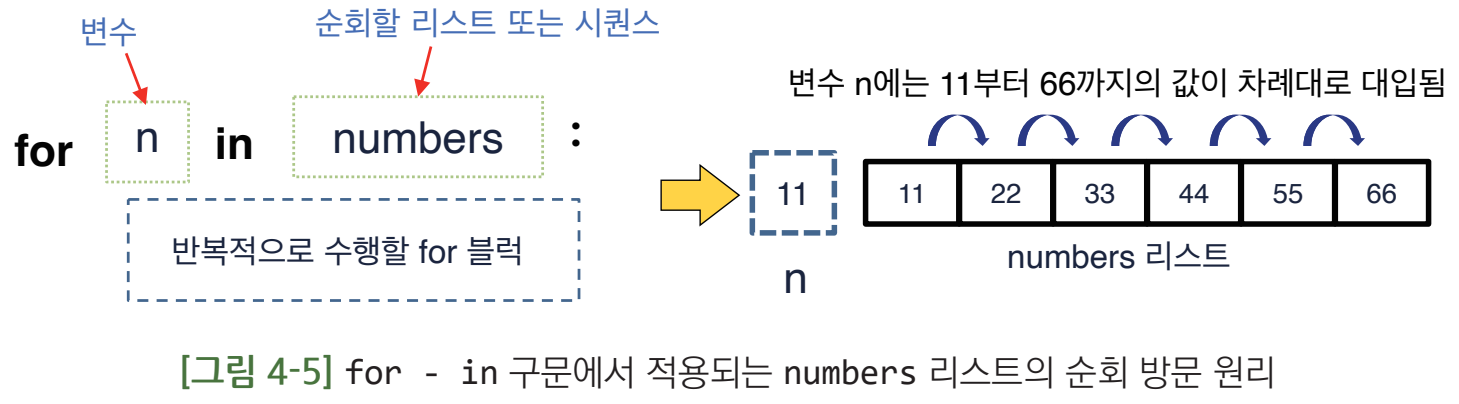 변수
순회할 리스트 또는 시퀀스
for n in numbers :
반복적으로 수행할 for 블럭
변수 n에는 11부터 66까지의 값이 차례대로 대입됨
11
n
11 22 33 44 55 66
numbers 리스트
[그림 4-5] for - in 구문에서 적용되는 numbers 리스트의 순회 방문 원리